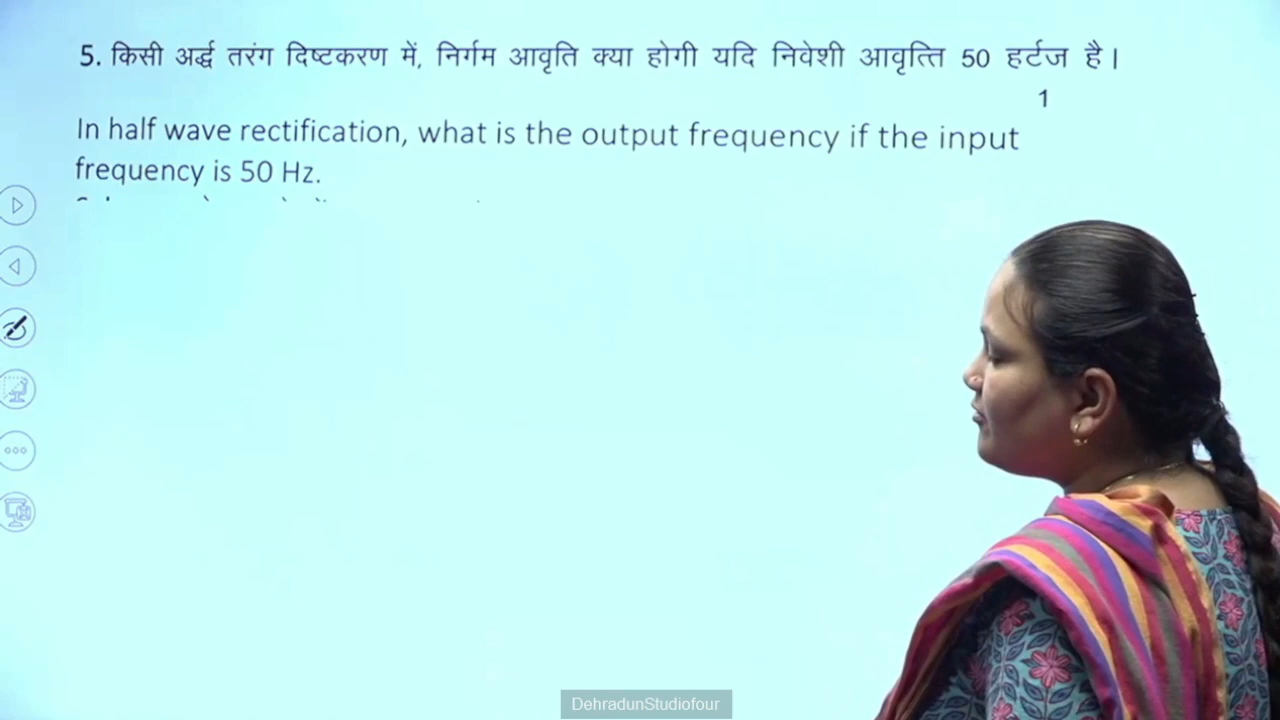 5. किसी अर्द्ध तरंग दिष्टकरण में, निर्गम आवृति क्या होगी यदि निवेशी आवृत्ति 50 हर्टज है।
1
In half wave rectification, what is the output frequency if the input
frequency is 50 Hz.
DehradunStudiofour